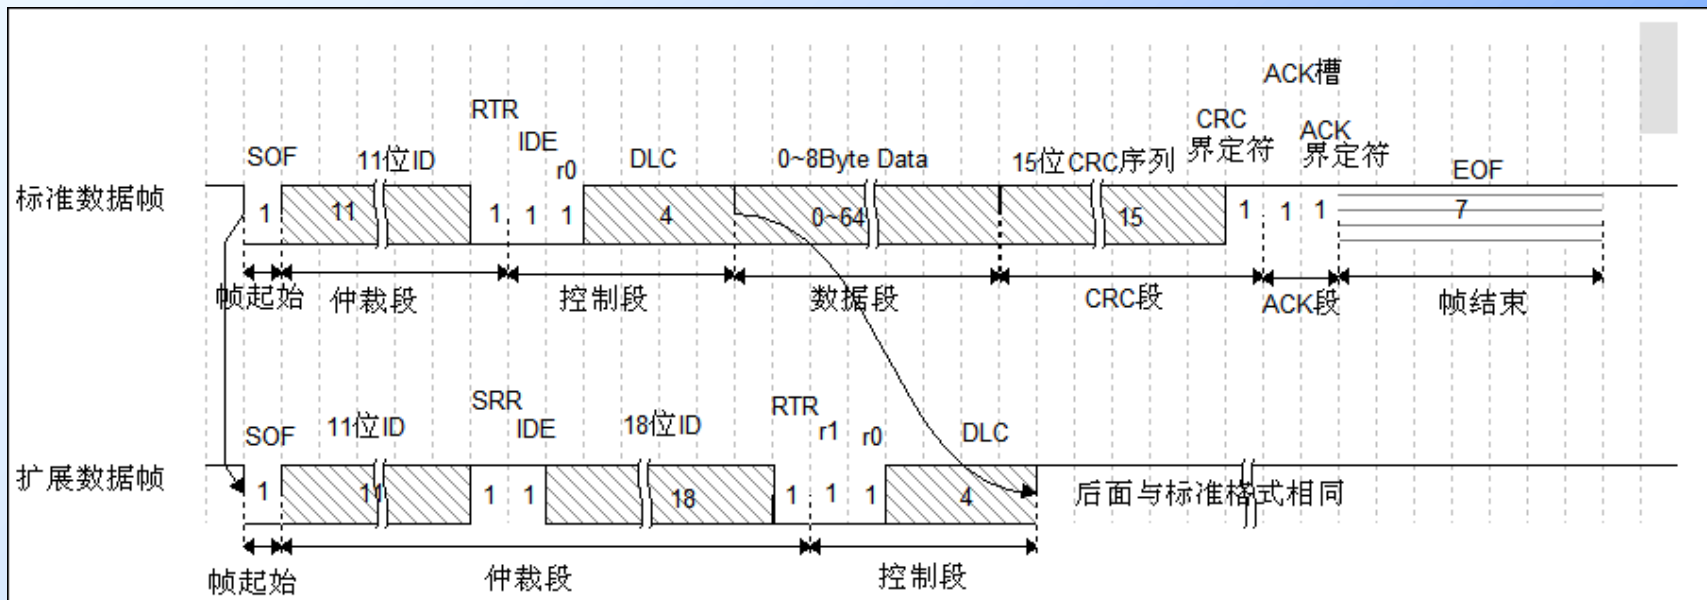 ACK槽
RTR
CRC
界定符
ACK
界定符
IDE
SOF
11位ID
r0
DLC
0~8Byte Data
15位CRC序列
EOF
标准数据帧
1
11
1
1
1
4
0~64
15
1
1
1
7
帧起始
仲裁段
控制段
数据段
CRC段
ACK段
帧结束
SRR
RTR
SOF
11位ID
IDE
18位ID
r1
r0
DLC
扩展数据帧
1
11
1
1
18
1
1
1
4
后面与标准格式相同
帧起始
仲裁段
控制段